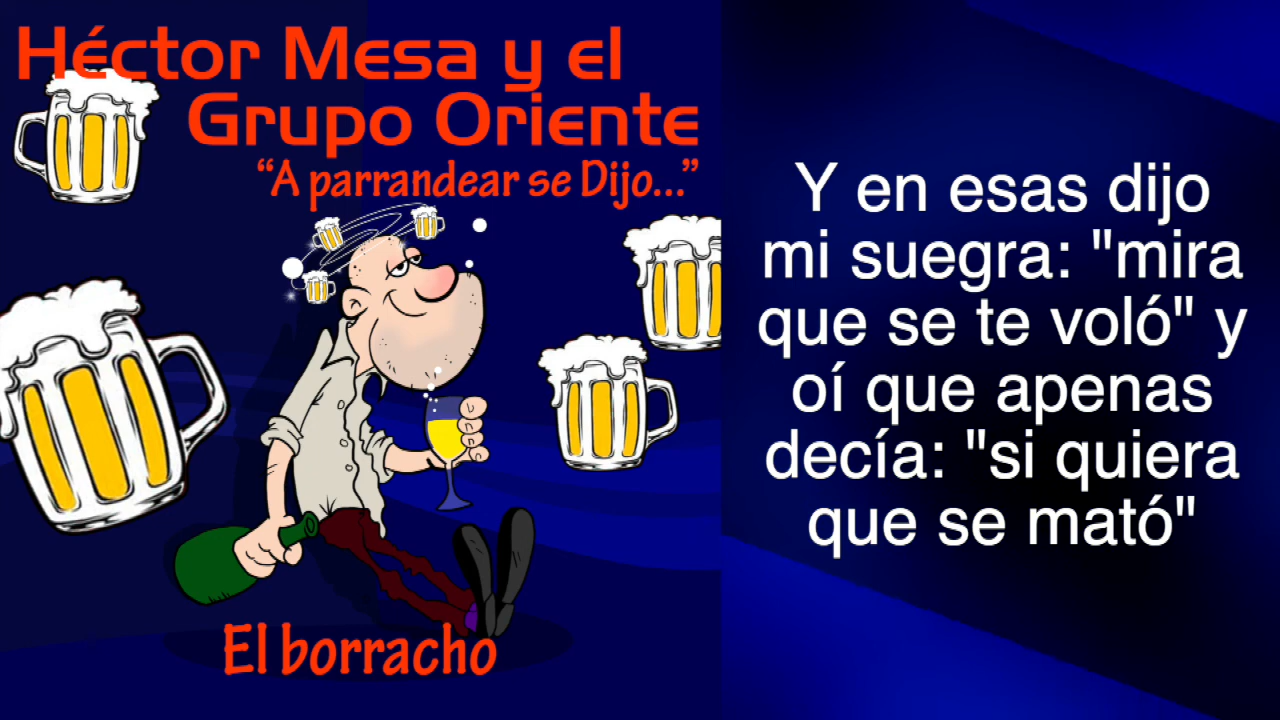 Héctor Mesa y el
Grupo Oriente
"A parrandear se Dijo..."
El borracho
Y en esas dijo
mi suegra: "mira
que se te voló" y
oí que apenas
decía: "si quiera
que se mató"